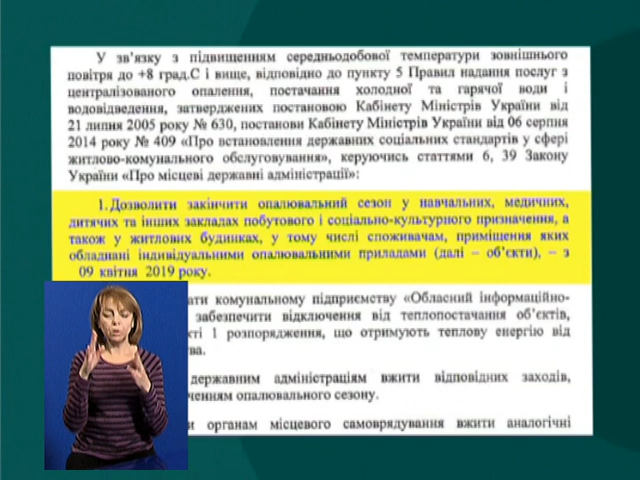 У зв’язку з підвищенням середньодобової температури зовнішнього
повітря до +8 град.С і вище, відповідно до пункту 5 Правил надання послуг з
централізованого опалення, постачання холодної та гарячої води і
водовідведення, затверджених постановою Кабінету Міністрів України від
21 липня 2005 року № 630, постанови Кабінету Міністрів України від 06 серпня
2014 року № 409 «Про встановлення державних соціальних стандартів у сфері
житлово-комунального обслуговування», керуючись статтями 6, 39 Закону
України «Про місцеві державні адміністрації»:
1.Дозволити закінчити опалювальний сезон у навчальних, медичних,
дитячих та інших закладах побутового і соціально-культурного призначення, а
також у житлових будинках, у тому числі споживачам, приміщення яких
обладнані індивідуальними опалювальними приладами (далі – об’єкти), – з
09 квітня 2019 року.
комунальному підприємству «Обласний інформаційно-
забезпечити відключення від теплопостачання об’єктів,
1 розпорядження, що отримують теплову енергію від
державним адміністраціям вжити відповідних заходів,
опалювального сезону.
органам місцевого самоврядування вжити аналогічні